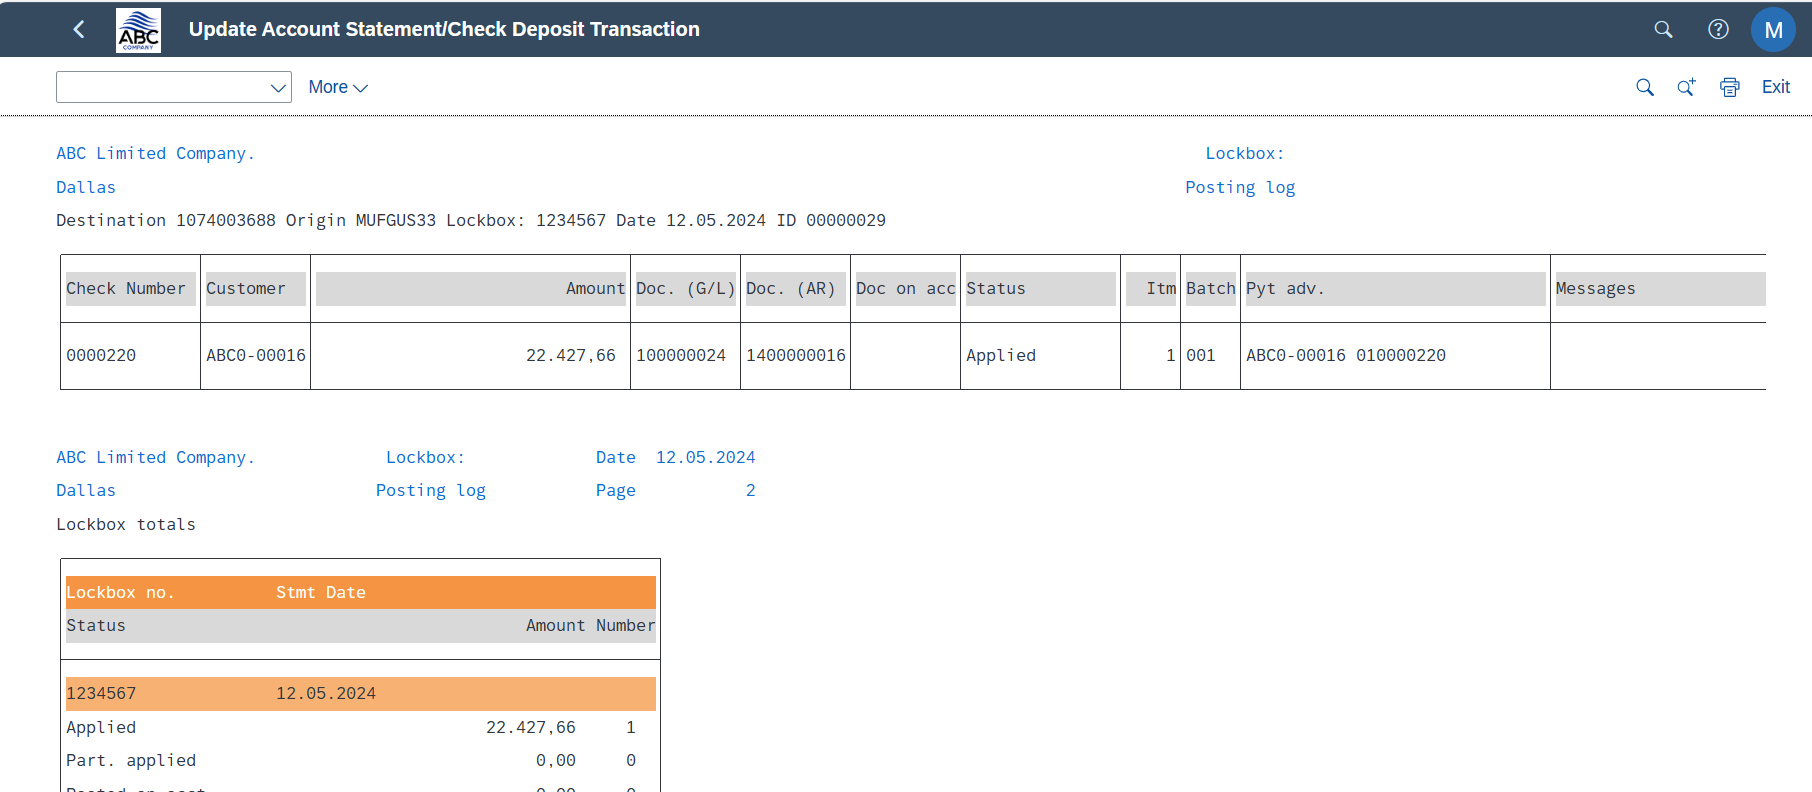 ABC
COMPANY
Update Account Statement/Check Deposit Transaction
M
More
Exit
ABC Limited Company. Lockbox:
Dallas Posting log
Destination 1074003688 Origin MUFGUS33 Lockbox: 1234567 Date 12.05.2024 ID 00000029
Check Number Customer Amount Doc. (G/L) Doc. (AR) Doc on acc Status Itm Batch Pyt adv. Messages
0000220 ABC0-00016 22.427,66 100000024 1400000016 Applied 1 001 ABC0-00016 010000220
ABC Limited Company. Lockbox: Date 12.05.2024
Dallas Posting log Page 2
Lockbox totals
Lockbox no. Stmt Date
Status Amount Number
1234567 12.05.2024
Applied 22.427,66 1
Part. applied 0,00 0